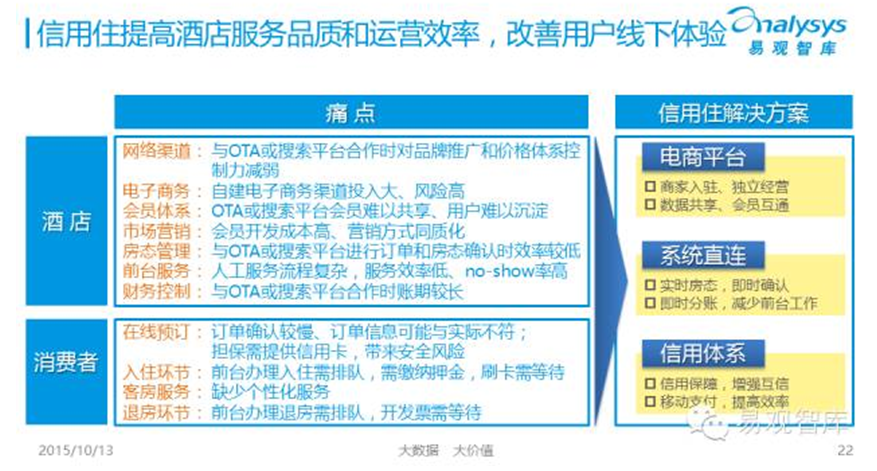 信用住提高酒店服务品质和运营效率，改善用户线下体验
analysys
易观智库
痛 点
信用住解决方案
酒 店
网络渠道： 与OTA或搜索平台合作时对品牌推广和价格体系控
制力减弱
电子商务： 自建电子商务渠道投入大、风险高
会员体系： OTA或搜索平台会员难以共享、用户难以沉淀
市场营销： 会员开发成本高、营销方式同质化
房态管理： 与OTA或搜索平台进行订单和房态确认时效率较低
前台服务： 人工服务流程复杂，服务效率低、no-show率高
财务控制： 与OTA或搜索平台合作时账期较长
消费者
在线预订： 订单确认较慢、订单信息可能与实际不符；
担保需提供信用卡，带来安全风险
入住环节： 前台办理入住需排队，需缴纳押金，刷卡需等待
客房服务： 缺少个性化服务
退房环节： 前台办理退房需排队，开发票需等待
电商平台
商家入驻、独立经营
数据共享、会员互通
系统直连
实时房态，即时确认
即时分账，减少前台工作
信用体系
信用保障，增强互信
移动支付，提高效率
易观智库
2015/10/13
大数据 大价值
22